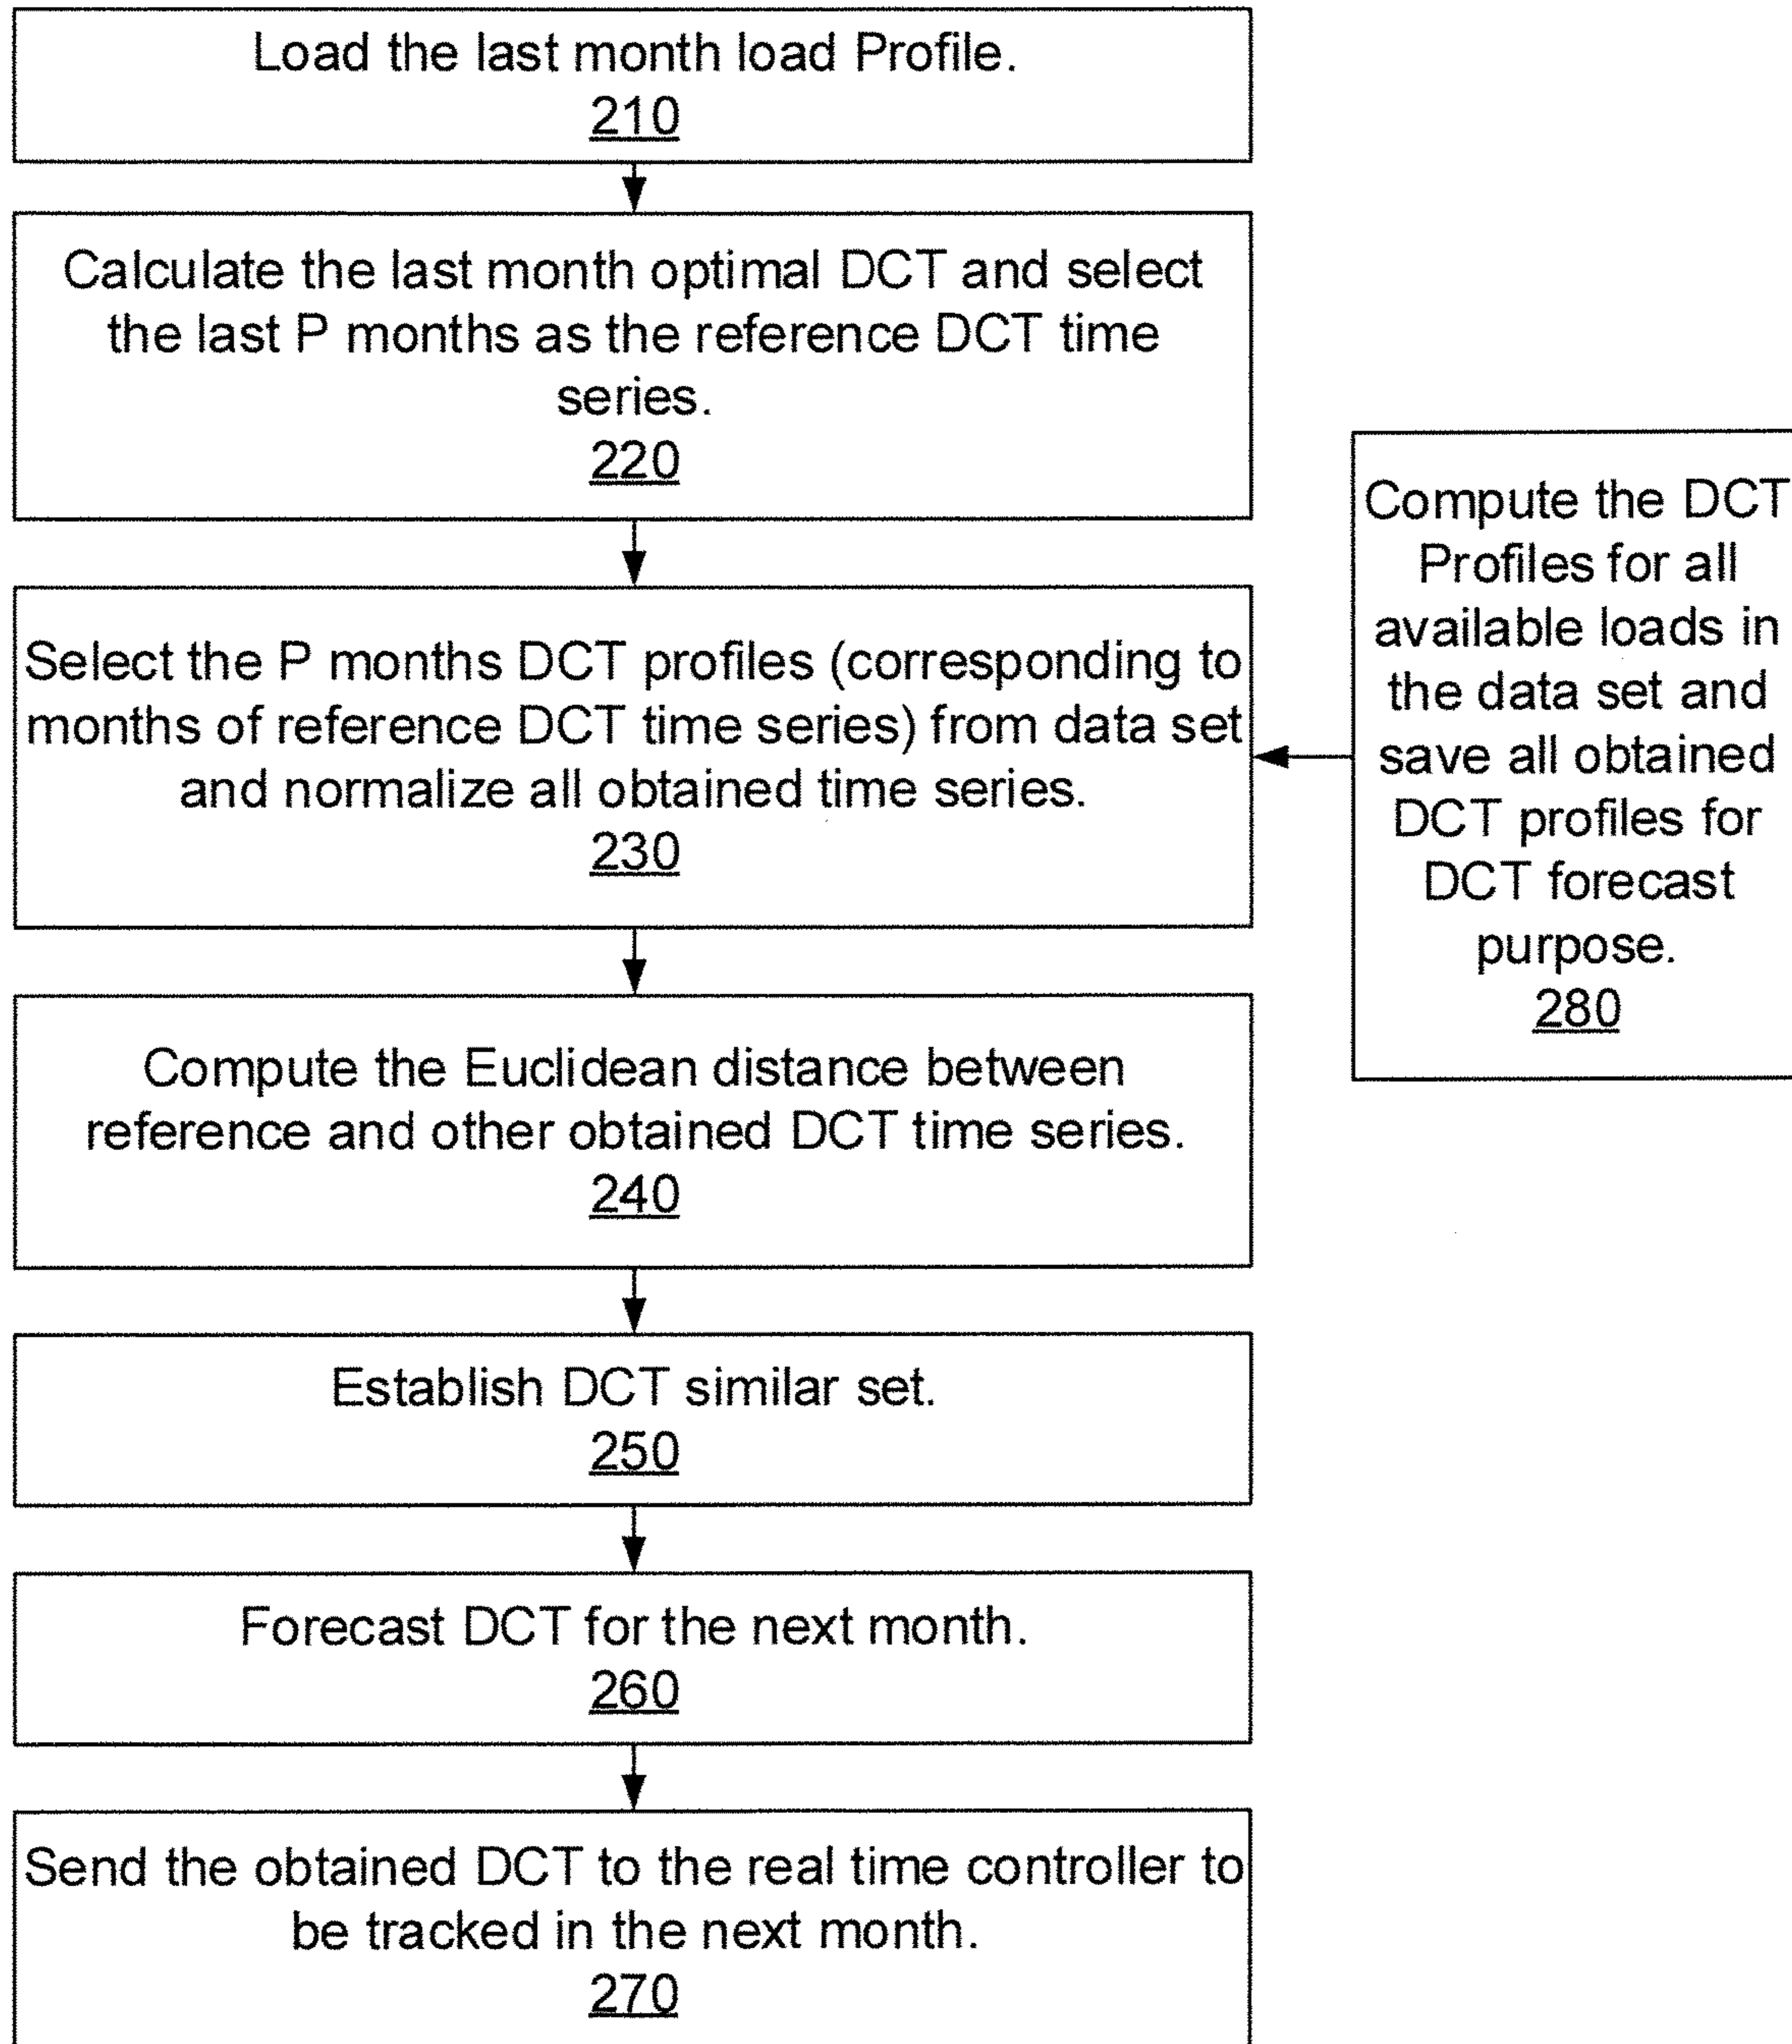 Load the last month load Profile.
210
Calculate the last month optimal DCT and select
the last P months as the reference DCT time
series.
220
Select the P months DCT profiles (corresponding to
months of reference DCT time series) from data set
and normalize all obtained time series.
230
Compute the DCT
Profiles for all
available loads in
the data set and
save all obtained
DCT profiles for
DCT forecast
purpose.
280
Compute the Euclidean distance between
reference and other obtained DCT time series.
240
Establish DCT similar set.
250
Forecast DCT for the next month.
260
Send the obtained DCT to the real time controller to
be tracked in the next month.
270